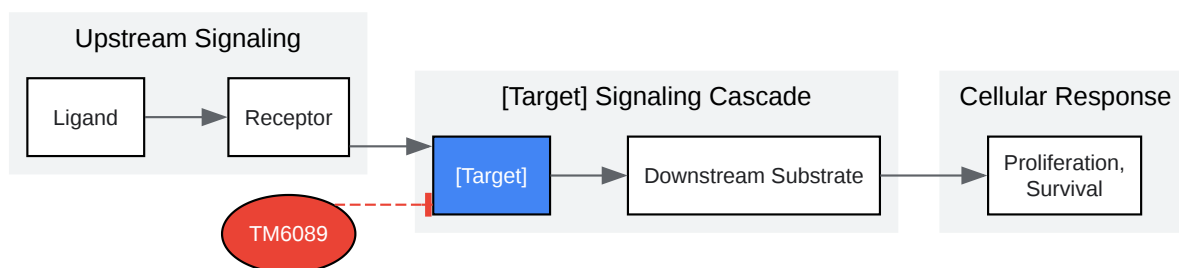 Upstream Signaling
Ligand
Receptor
[Target] Signaling Cascade
[Target]
Downstream Substrate
Cellular Response
Proliferation,
Survival
TM6089